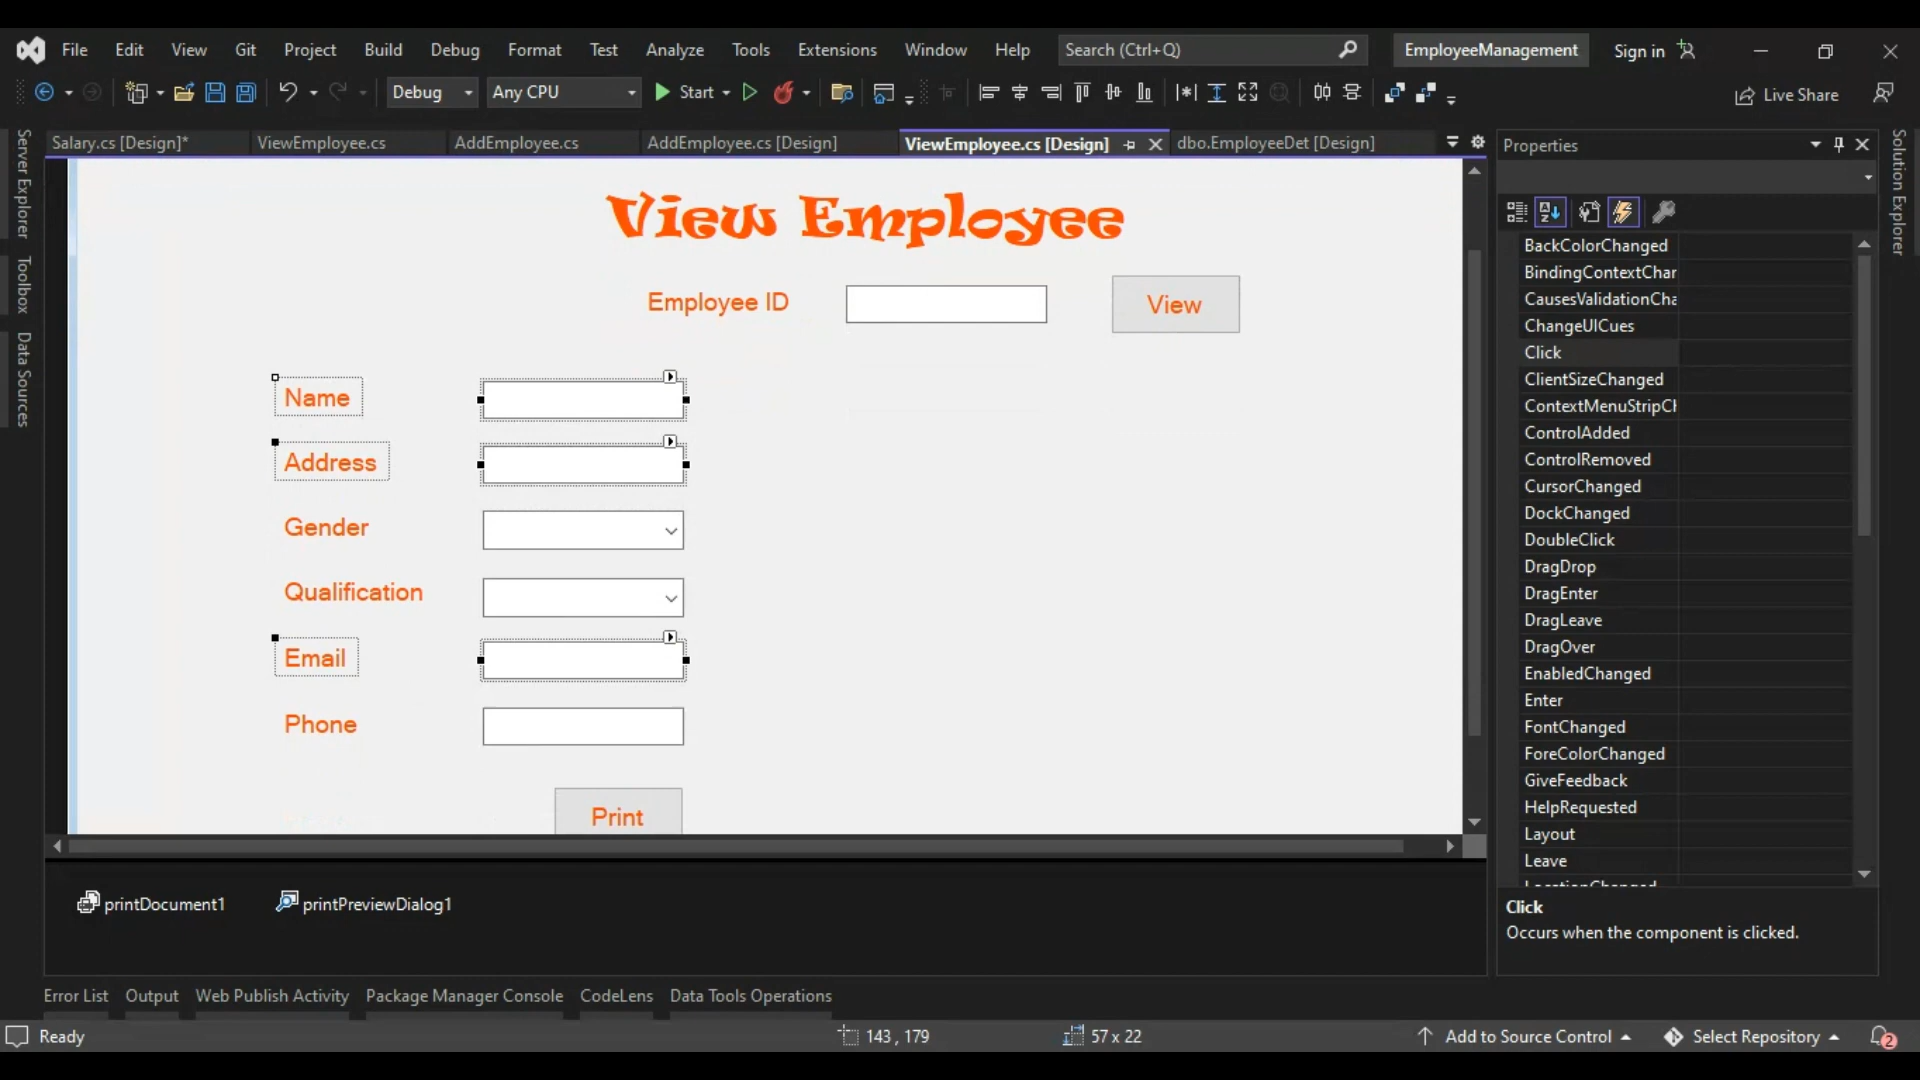 File Edit View Git Project Build Debug Format Test Analyze Tools Extensions Window Help Search (Ctrl+Q) EmployeeManagement Sign in
Debug Any CPU Start Live Share
Salary.cs [Design]* ViewEmployee.cs AddEmployee.cs AddEmployee.cs [Design] ViewEmployee.cs [Design] dbo.EmployeeDet [Design]
Server Explorer
Toolbox
Data Sources
View Employee
Employee ID View
Name
Address
Gender
Qualification
Email
Phone
Print
printDocument1 printPreviewDialog1
Properties
BackColorChanged
BindingContextChar
CausesValidationCha
ChangeUICues
Click
ClientSizeChanged
ContextMenuStripCh
ControlAdded
ControlRemoved
CursorChanged
DockChanged
DoubleClick
DragDrop
DragEnter
DragLeave
DragOver
EnabledChanged
Enter
FontChanged
ForeColorChanged
GiveFeedback
HelpRequested
Layout
Leave
LocationChanged
Click
Occurs when the component is clicked.
Solution Explorer
Error List Output Web Publish Activity Package Manager Console CodeLens Data Tools Operations
Ready 143 , 179 57 x 22 Add to Source Control Select Repository 2